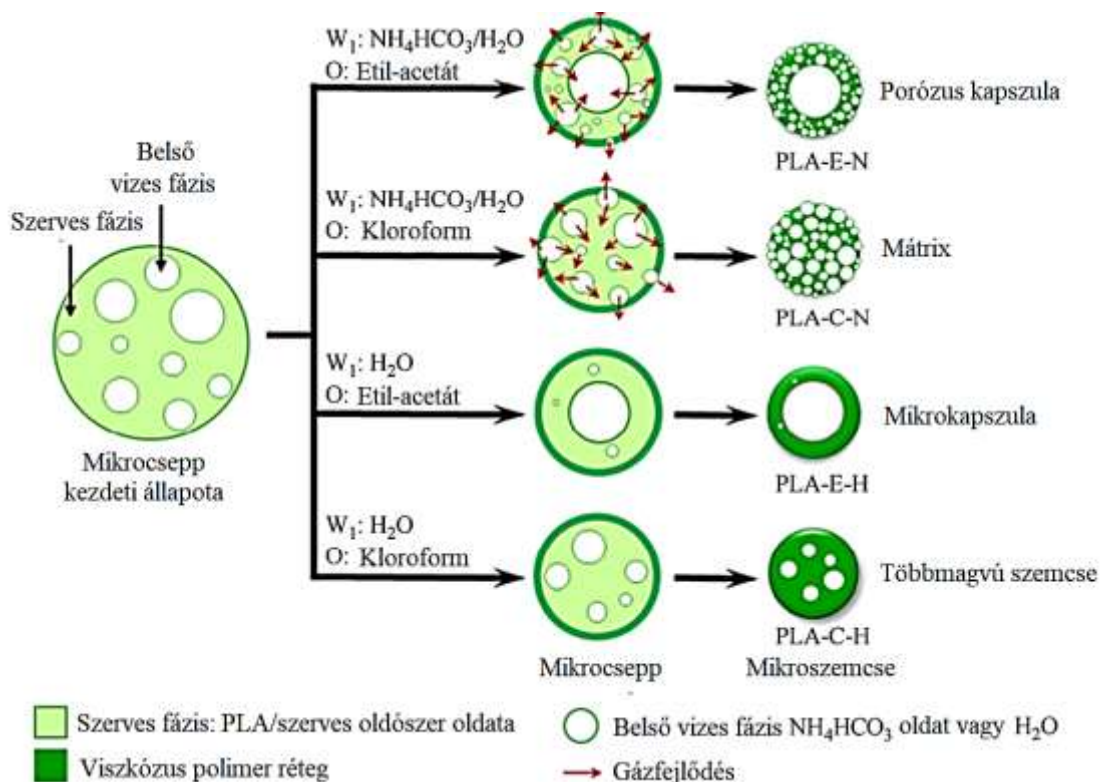 Belső
vizes fázis
Szerves fázis
Mikrocsepp
kezdeti állapota
W₁: NH₄HCO₃/H₂O
O: Etil-acetát
Porózus kapszula
PLA-E-N
W₁: NH₄HCO₃/H₂O
O: Kloroform
Mátrix
PLA-C-N
W₁: H₂O
O: Etil-acetát
Mikrokapszula
PLA-E-H
W₁: H₂O
O: Kloroform
Többmagvú szemcse
PLA-C-H
Mikrocsepp
Mikroszemcse
Szerves fázis: PLA/szerves oldószer oldata
Belső vizes fázis NH₄HCO₃ oldat vagy H₂O
Viszkózus polimer réteg
Gázfejlődés